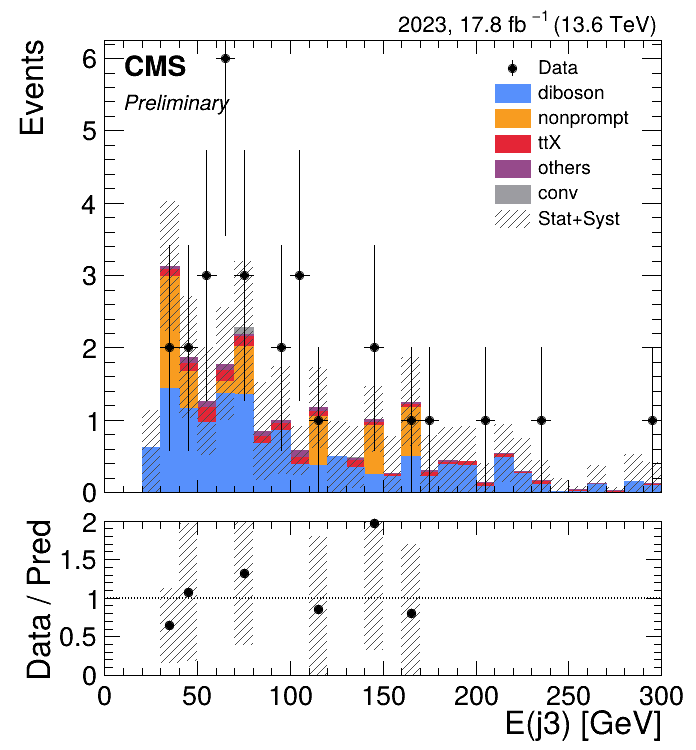 2023, 17.8 fb⁻¹ (13.6 TeV)
CMS
Preliminary
Events
6
5
4
3
2
1
0
Data
diboson
nonprompt
ttX
others
conv
Stat+Syst
Data / Pred
2
1.5
1
0.5
0
0 50 100 150 200 250 300
E(j3) [GeV]